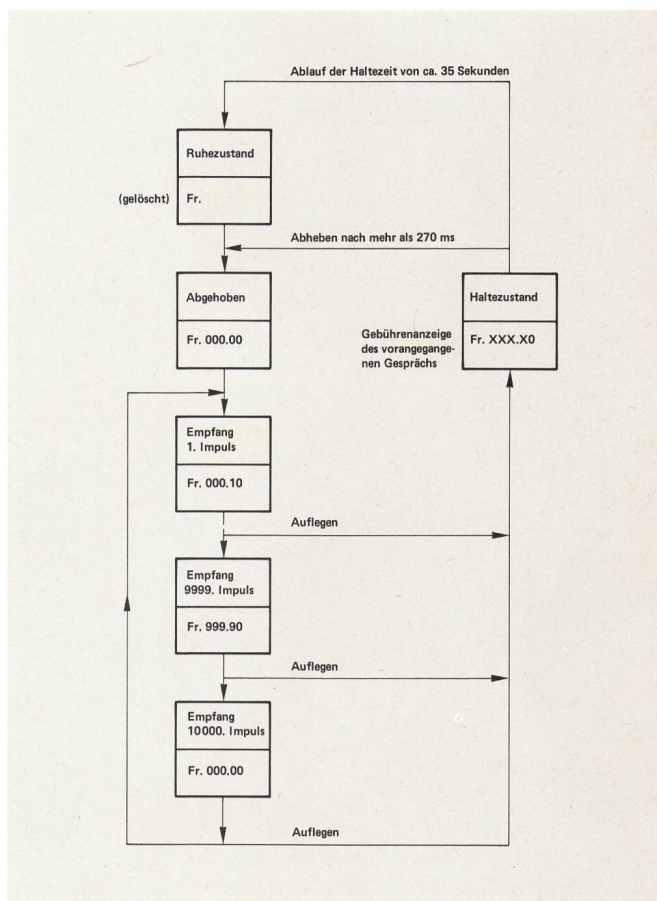 Ablauf der Haltezeit von ca. 35 Sekunden
Ruhezustand
(gelöscht)
Fr.
Abheben nach mehr als 270 ms
Abgehoben
Fr. 000.00
Haltezustand
Gebührenanzeige
des vorangegange-
nen Gesprächs
Fr. XXX.X0
Empfang
1. Impuls
Fr. 000.10
Auflegen
Empfang
9999. Impuls
Fr. 999.90
Auflegen
Empfang
10000. Impuls
Fr. 000.00
Auflegen